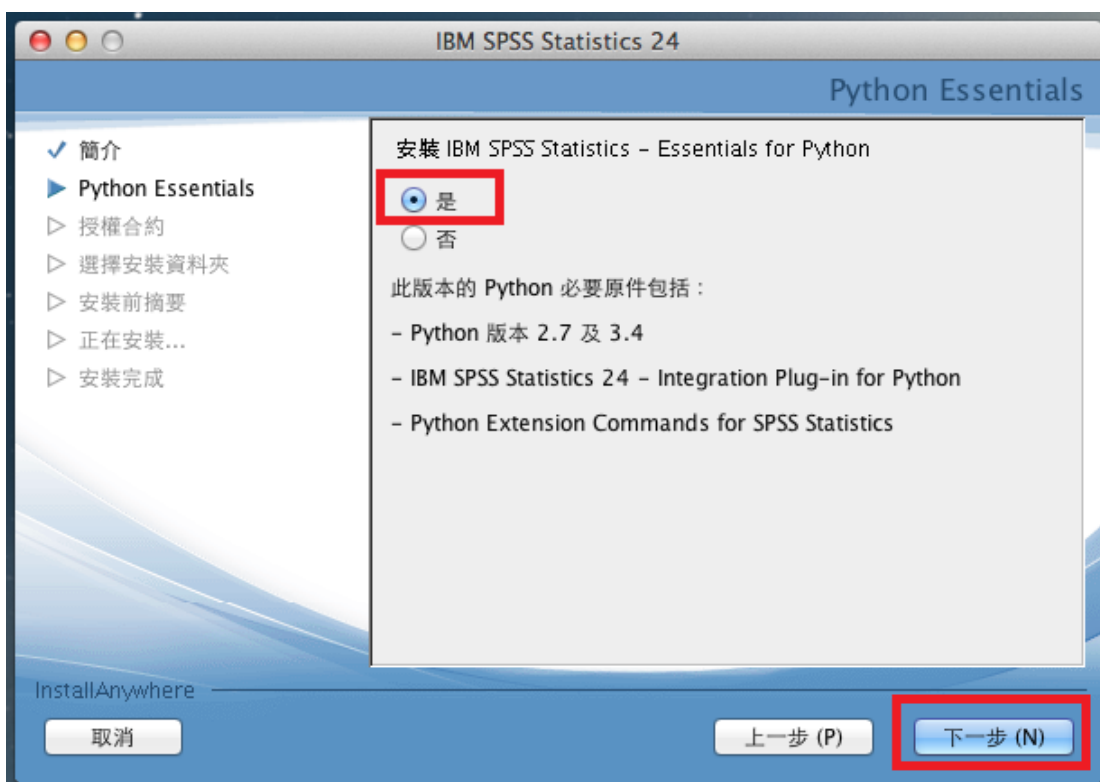 IBM SPSS Statistics 24
Python Essentials
簡介
Python Essentials
授權合約
選擇安裝資料夾
安裝前摘要
正在安裝...
安裝完成
安裝 IBM SPSS Statistics – Essentials for Python
是
否
此版本的 Python 必要原件包括：
– Python 版本 2.7 及 3.4
– IBM SPSS Statistics 24 – Integration Plug-in for Python
– Python Extension Commands for SPSS Statistics
InstallAnywhere
取消
上一步 (P)
下一步 (N)